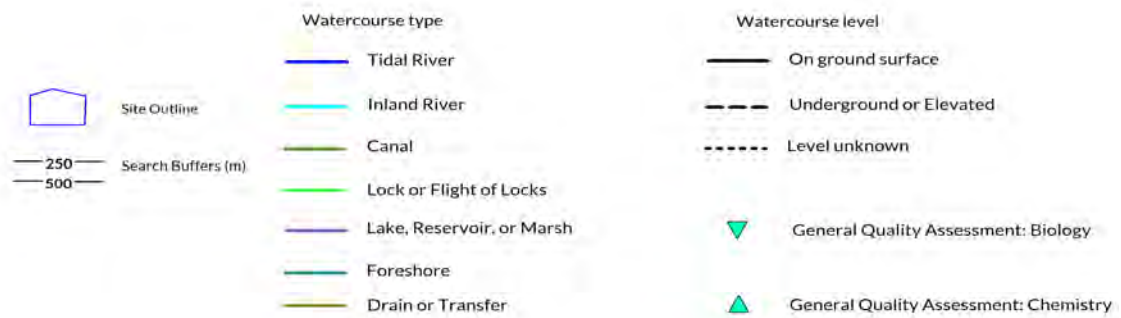 Watercourse type
Watercourse level
Tidal River
On ground surface
Site Outline
Inland River
Underground or Elevated
Canal
Level unknown
250
500
Search Buffers (m)
Lock or Flight of Locks
Lake, Reservoir, or Marsh
General Quality Assessment: Biology
Foreshore
Drain or Transfer
General Quality Assessment: Chemistry